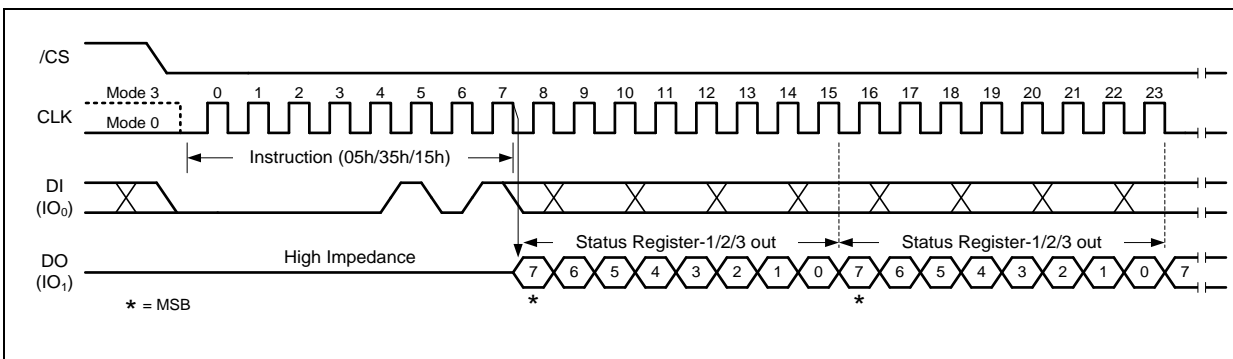 /CS
Mode 3
0 1 2 3 4 5 6 7 8 9 10 11 12 13 14 15 16 17 18 19 20 21 22 23
CLK
Mode 0
Instruction (05h/35h/15h)
DI
(IO₀)
Status Register-1/2/3 out Status Register-1/2/3 out
High Impedance
DO
(IO₁)
7 6 5 4 3 2 1 0 7 6 5 4 3 2 1 0 7
* = MSB
* *